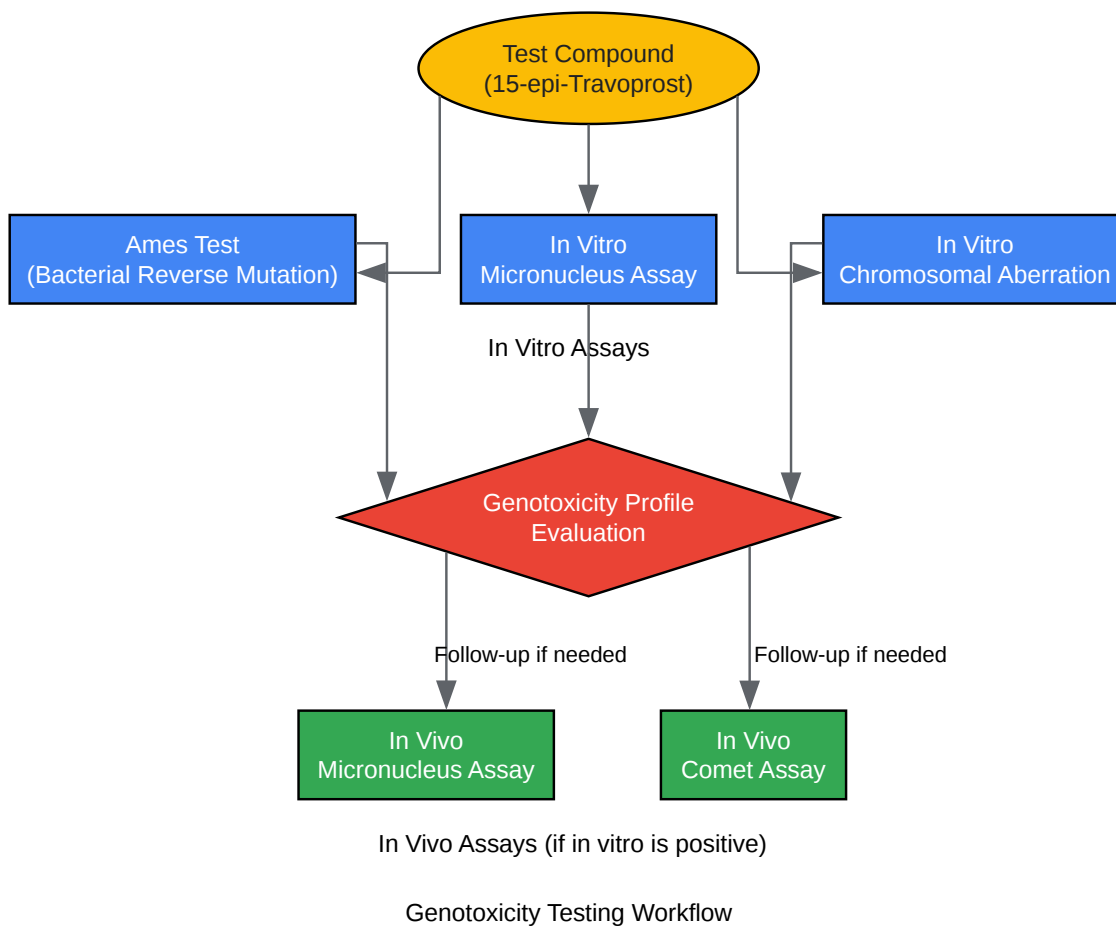 Test Compound
(15-epi-Travoprost)
Ames Test
(Bacterial Reverse Mutation)
In Vitro
Micronucleus Assay
In Vitro
Chromosomal Aberration
In Vitro Assays
Genotoxicity Profile
Evaluation
Follow-up if needed
Follow-up if needed
In Vivo
Micronucleus Assay
In Vivo
Comet Assay
In Vivo Assays (if in vitro is positive)
Genotoxicity Testing Workflow